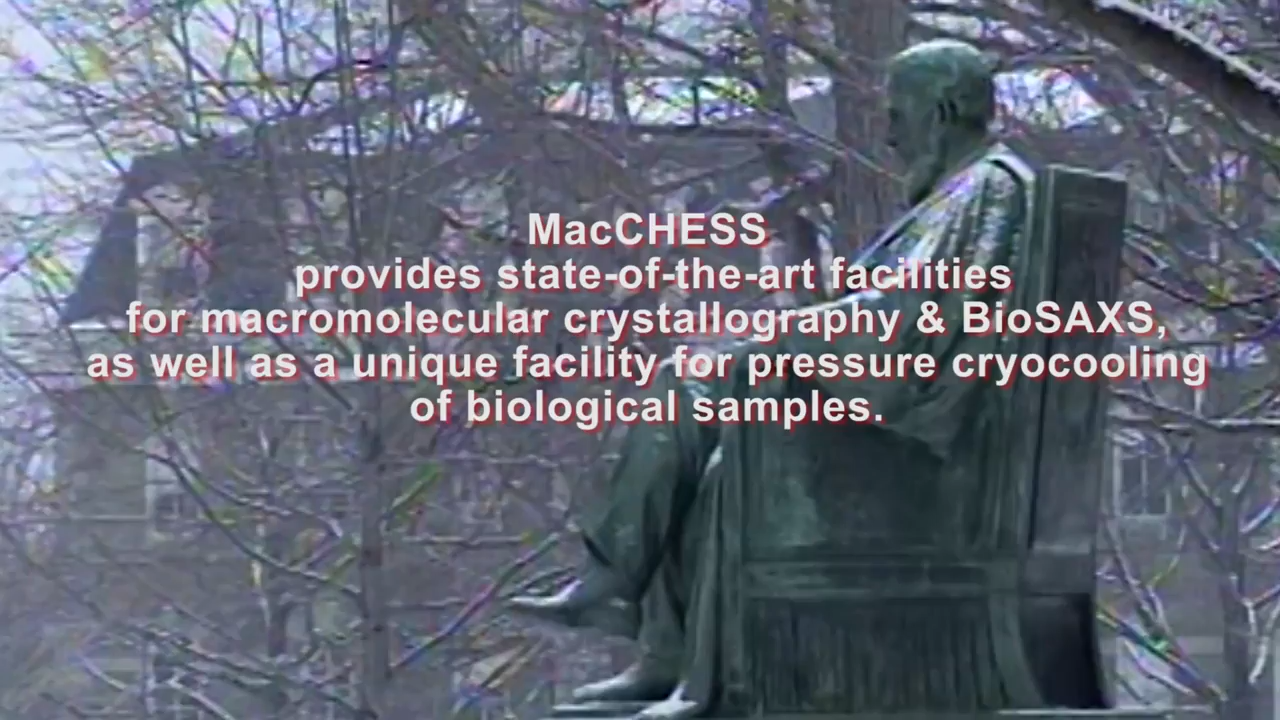 MacCHESS
provides state-of-the-art facilities
for macromolecular crystallography & BioSAXS,
as well as a unique facility for pressure cryocooling
of biological samples.